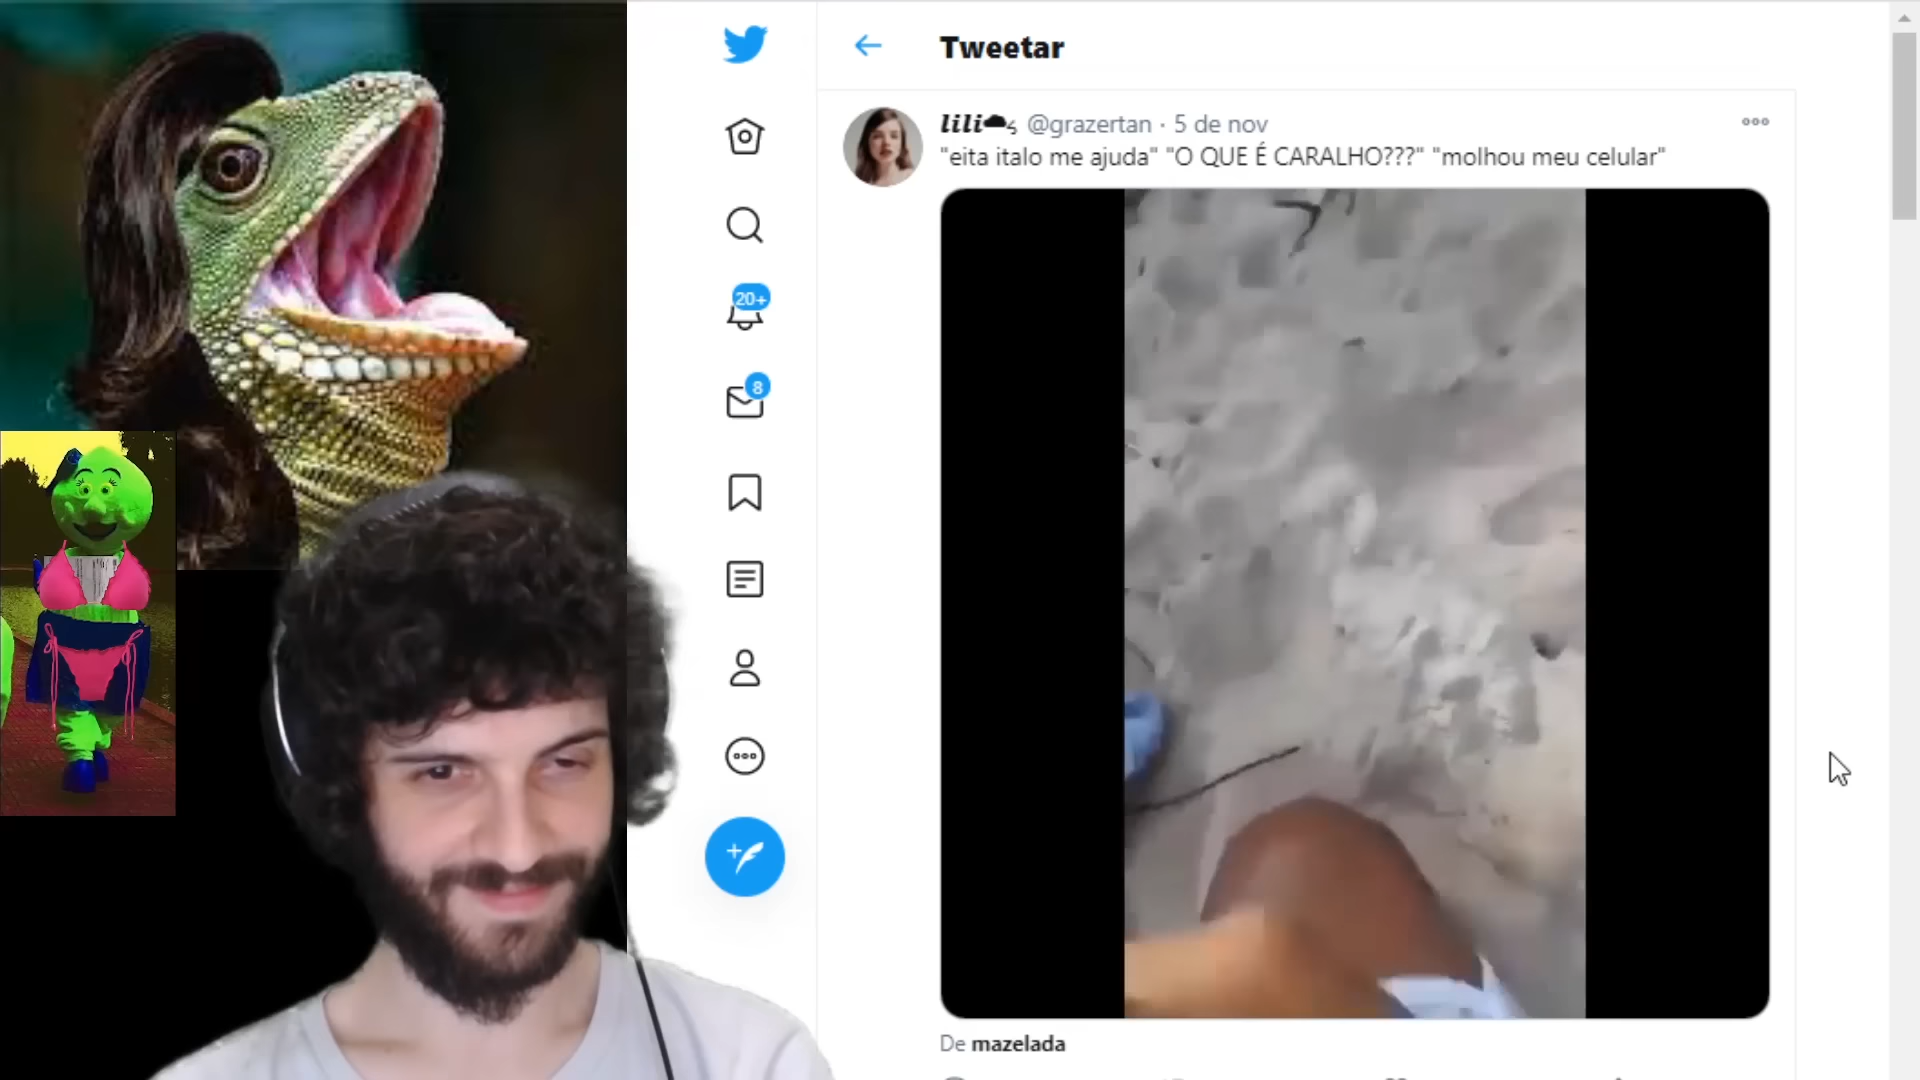 Tweetar
lili @grazertan · 5 de nov
"eita italo me ajuda" "O QUE É CARALHO???" "molhou meu celular"
20+
8
De mazelada